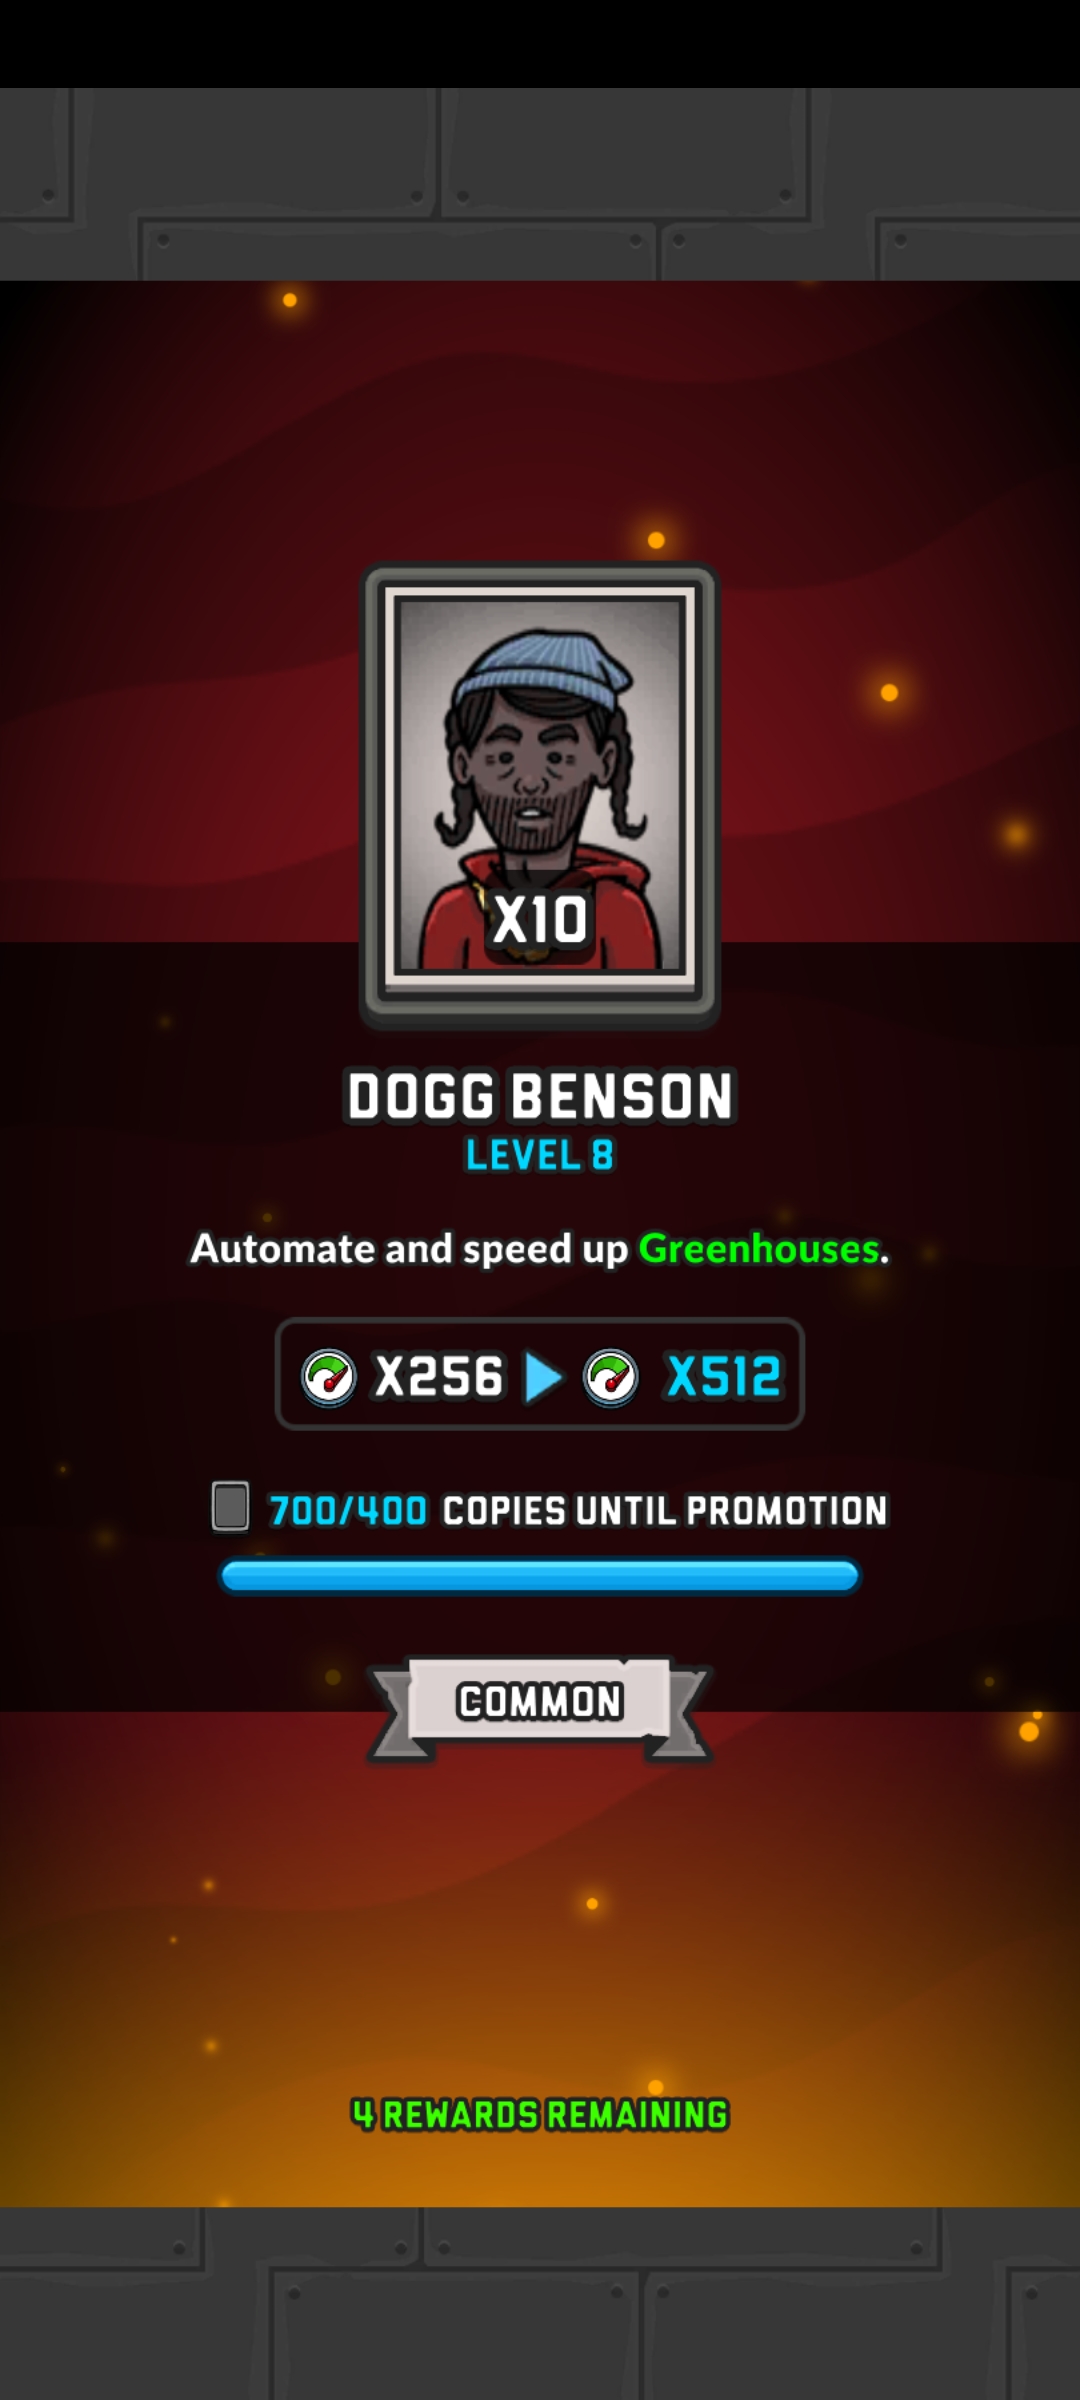 X10
DOGG BENSON
LEVEL 8
Automate and speed up Greenhouses.
X256 X512
700/400 COPIES UNTIL PROMOTION
COMMON
4 REWARDS REMAINING